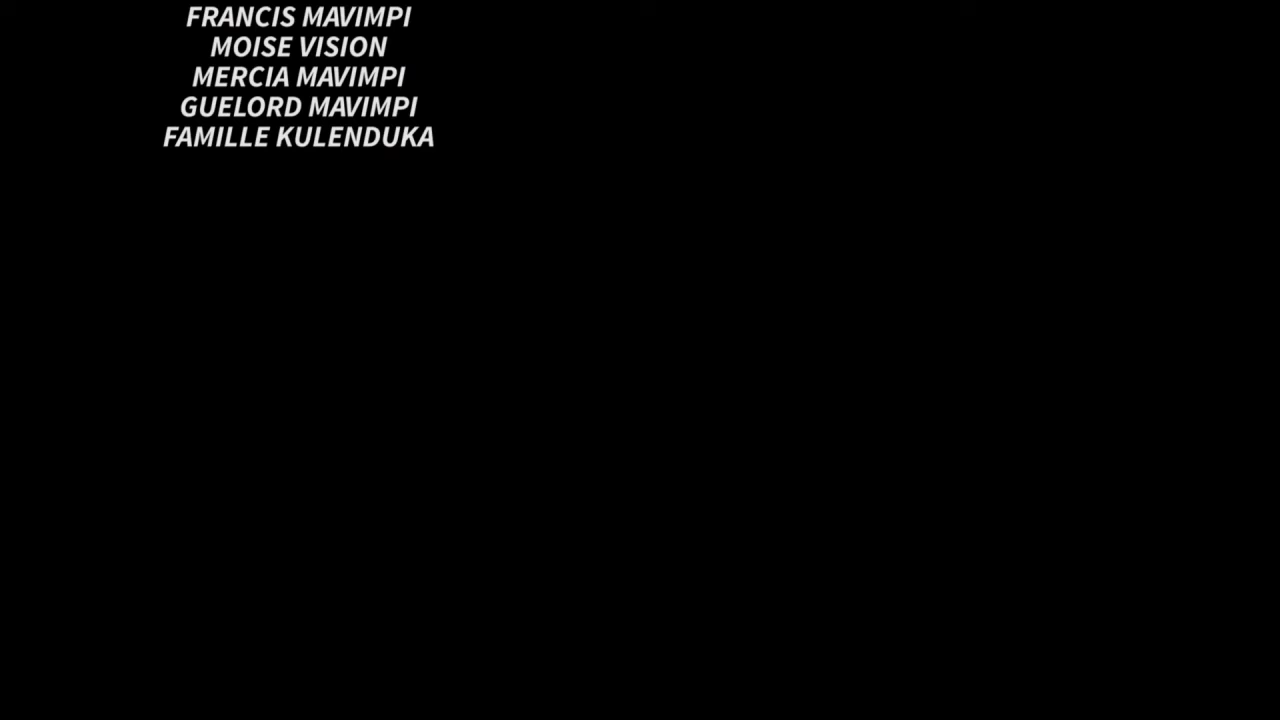 FRANCIS MAVIMPI
MOISE VISION
MERCIA MAVIMPI
GUELORD MAVIMPI
FAMILLE KULENDUKA